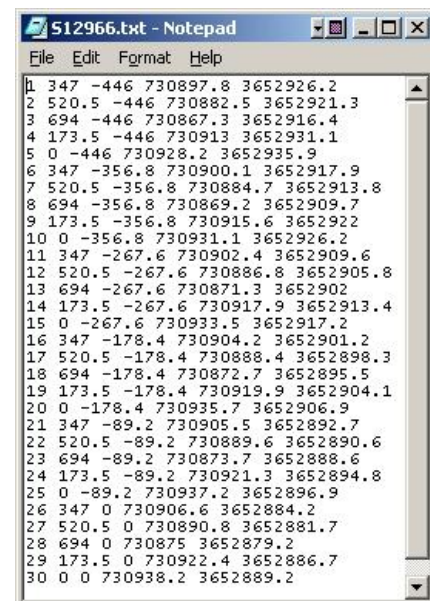 S12966.txt - Notepad
File Edit Format Help
1 347 -446 730897.8 3652926.2
2 520.5 -446 730882.5 3652921.3
3 694 -446 730867.3 3652916.4
4 173.5 -446 730913 3652931.1
5 0 -446 730928.2 3652935.9
6 347 -356.8 730900.1 3652917.9
7 520.5 -356.8 730884.7 3652913.8
8 694 -356.8 730869.2 3652909.7
9 173.5 -356.8 730915.6 3652922
10 0 -356.8 730931.1 3652926.2
11 347 -267.6 730902.4 3652909.6
12 520.5 -267.6 730886.8 3652905.8
13 694 -267.6 730871.3 3652902
14 173.5 -267.6 730917.9 3652913.4
15 0 -267.6 730933.5 3652917.2
16 347 -178.4 730904.2 3652901.2
17 520.5 -178.4 730888.4 3652898.3
18 694 -178.4 730872.7 3652895.5
19 173.5 -178.4 730919.9 3652904.1
20 0 -178.4 730935.7 3652906.9
21 347 -89.2 730905.5 3652892.7
22 520.5 -89.2 730889.6 3652890.6
23 694 -89.2 730873.7 3652888.6
24 173.5 -89.2 730921.3 3652894.8
25 0 -89.2 730937.2 3652896.9
26 347 0 730906.6 3652884.2
27 520.5 0 730890.8 3652881.7
28 694 0 730875 3652879.2
29 173.5 0 730922.4 3652886.7
30 0 0 730938.2 3652889.2